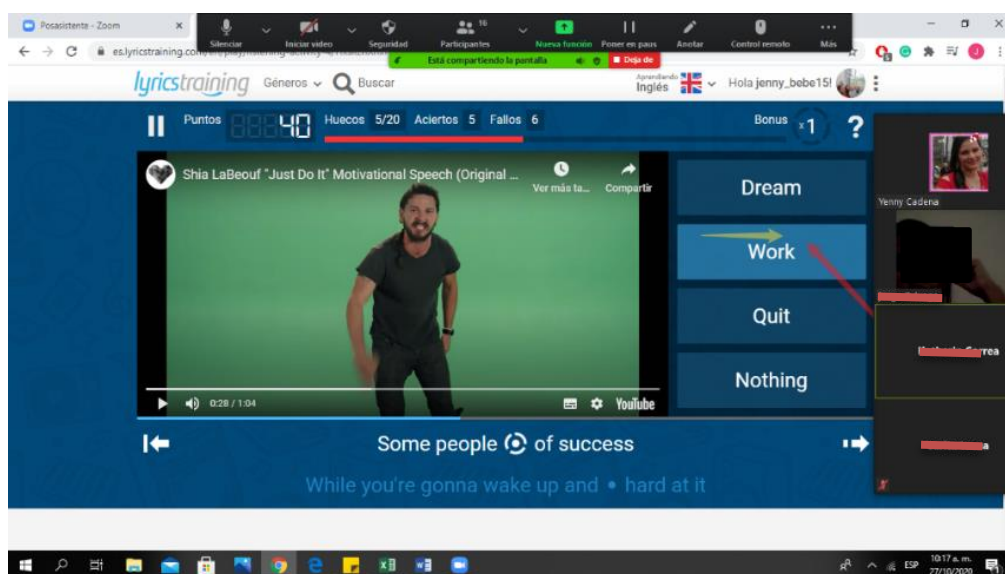 Posasistente - Zoom
Silenciar
Iniciar video
Seguridad
Participantes
16
Nueva función
Poner en paus
Anotar
Control remoto
Más
Está compartiendo la pantalla
Deja de
lyricstraining
Géneros
Buscar
Aprendiendo
Inglés
Hola jenny_bebe15!
Puntos 40
Huecos 5/20 Aciertos 5 Fallos 6
Bonus x1
?
Shia LaBeouf "Just Do It" Motivational Speech (Original ...
Ver más ta...
Compartir
Dream
Work
Quit
Nothing
0:28 / 1:04
YouTube
Yenny Cadena
Some people of success
While you're gonna wake up and • hard at it
ESP
10:17 a. m.
27/10/2020